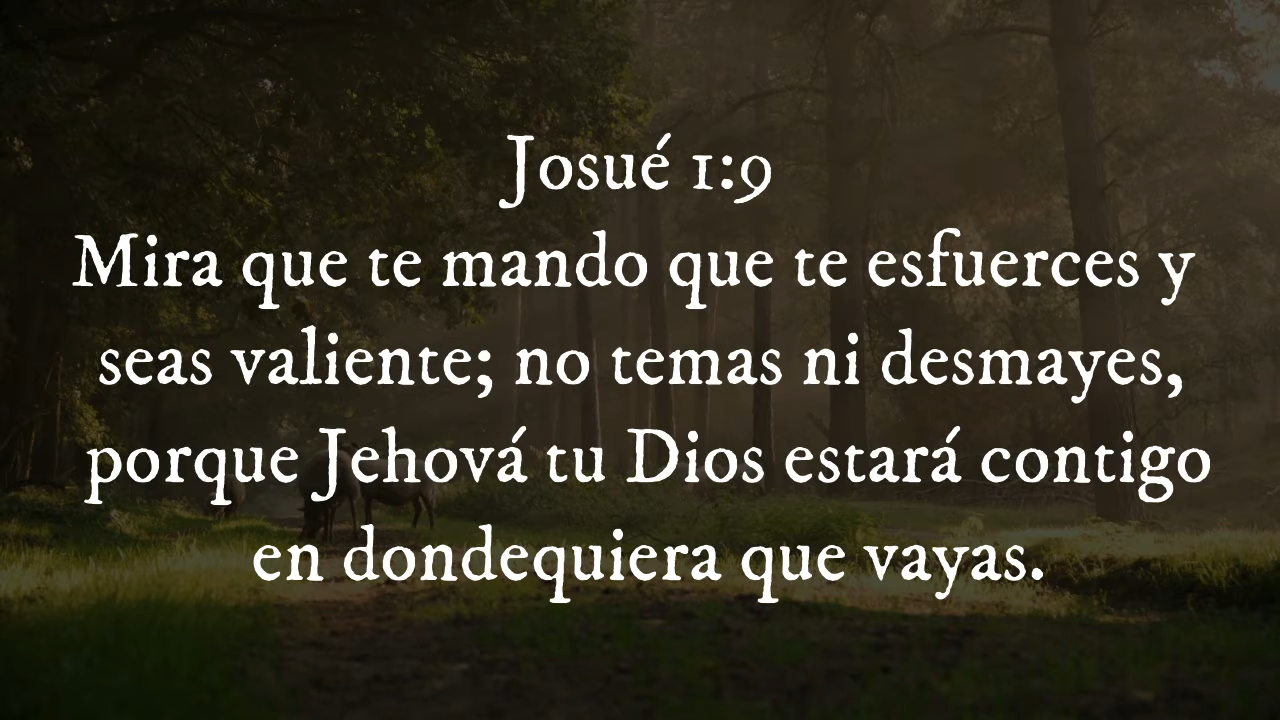 Josué 1:9
Mira que te mando que te esfuerces y
seas valiente; no temas ni desmayes,
porque Jehová tu Dios estará contigo
en dondequiera que vayas.